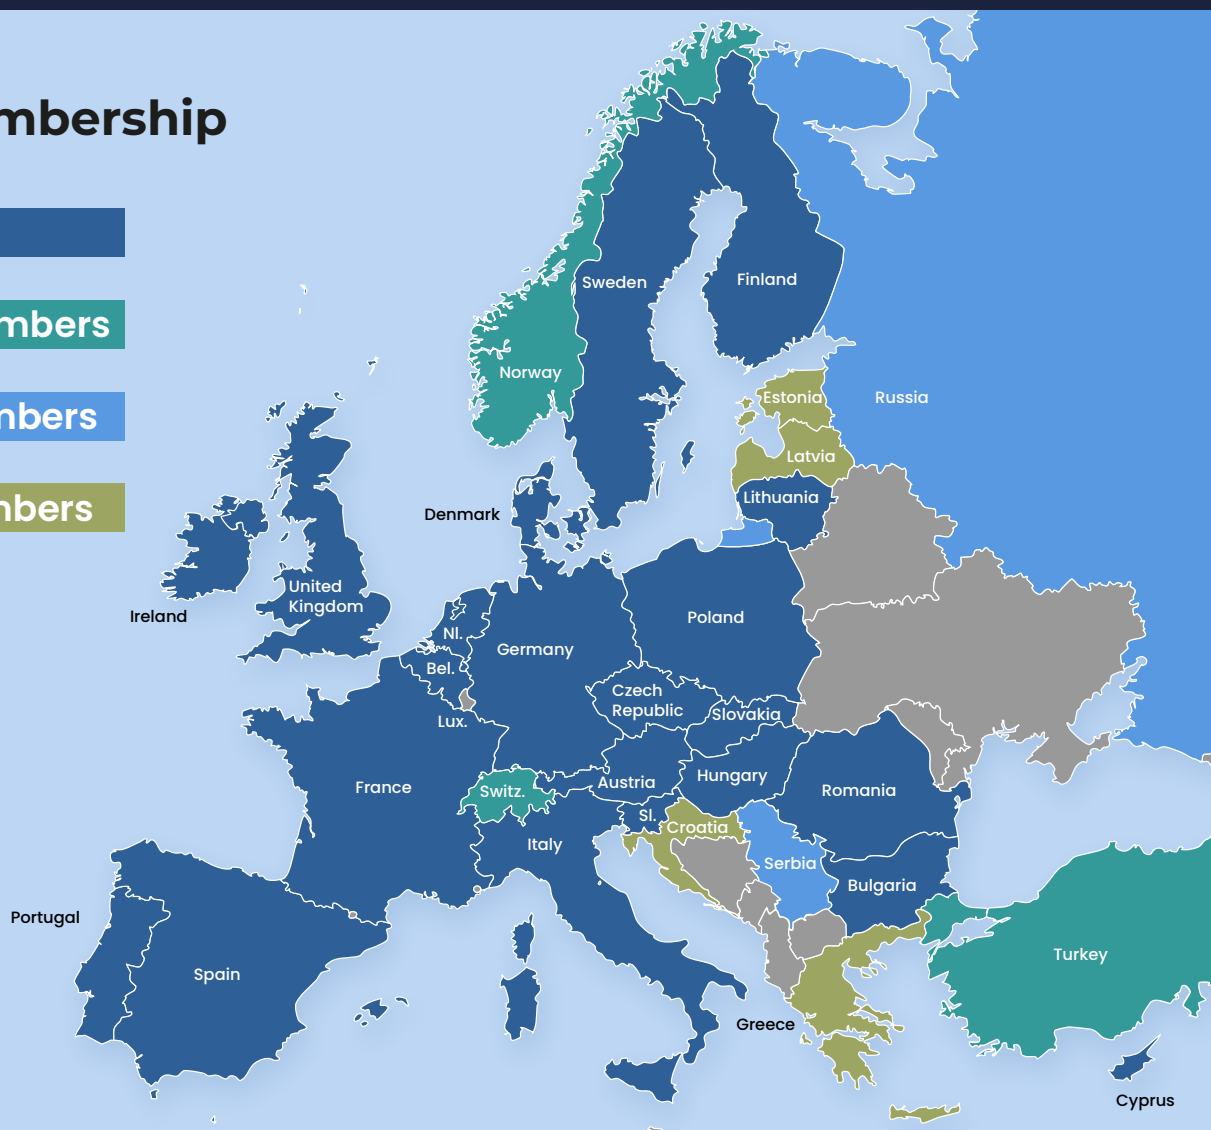 mbership
mbers
nbers
nbers
Sweden
Finland
Norway
Estonia
Russia
Latvia
Lithuania
Denmark
United
Kingdom
Ireland
Nl.
Poland
Germany
Bel.
Czech
Republic
Lux.
Slovakia
France
Switz.
Austria
Hungary
Romania
Sl.
Croatia
Italy
Serbia
Bulgaria
Portugal
Spain
Turkey
Greece
Cyprus